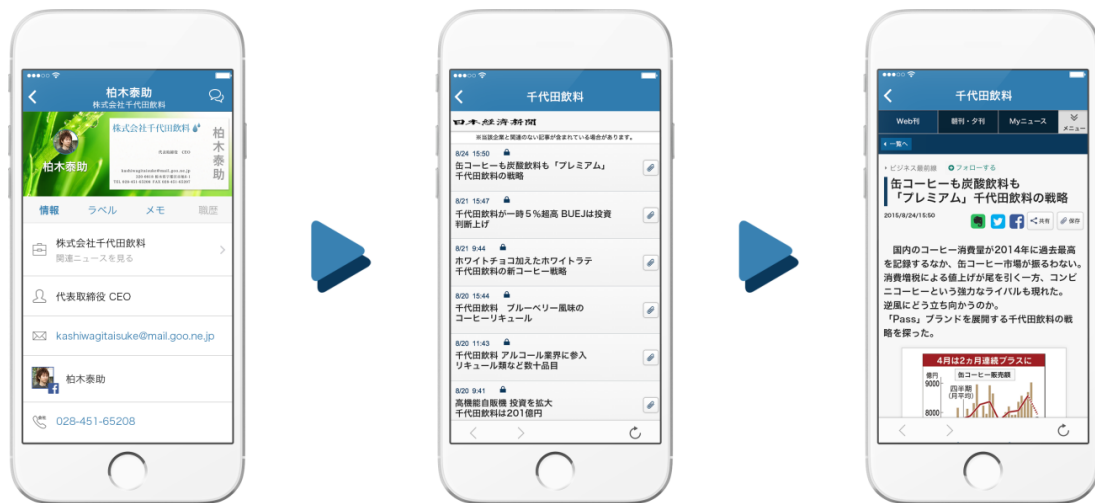 柏木泰助
株式会社千代田飲料
株式会社千代田飲料
代表取締役 CEO
柏木泰助
柏木泰助
kashiwagitaisuke@mail.goo.ne.jp
情報
ラベル
メモ
職歴
株式会社千代田飲料
関連ニュースを見る
代表取締役 CEO
kashiwagitaisuke@mail.goo.ne.jp
柏木泰助
028-451-65208
千代田飲料
日本経済新聞
※当該企業と関連のない記事が含まれている場合があります。
8/24 15:50
缶コーヒーも炭酸飲料も「プレミアム」
千代田飲料の戦略
8/21 15:47
千代田飲料が一時５%超高 BUEJは投資
判断上げ
8/21 9:44
ホワイトチョコ加えたホワイトラテ
千代田飲料の新コーヒー戦略
8/20 15:44
千代田飲料　ブルーベリー風味の
コーヒーリキュール
8/20 11:43
千代田飲料 アルコール業界に参入
リキュール類など数十品目
8/20 9:41
高機能自販機 投資を拡大
千代田飲料は201億円
千代田飲料
Web刊
朝刊・夕刊
Myニュース
メニュー
一覧へ
ビジネス最前線
フォローする
缶コーヒーも炭酸飲料も
「プレミアム」千代田飲料の戦略
2015/8/24/15:50
共有
保存
国内のコーヒー消費量が2014年に過去最高
を記録するなか、缶コーヒー市場が振るわない。
消費増税による値上げが尾を引く一方、コンビ
ニコーヒーという強力なライバルも現れた。
逆風にどう立ち向かうのか。
「Pass」ブランドを展開する千代田飲料の戦
略を探った。
4月は2ヵ月連続プラスに
億円
缶コーヒー販売額
9000
四半期
(月平均)
8000